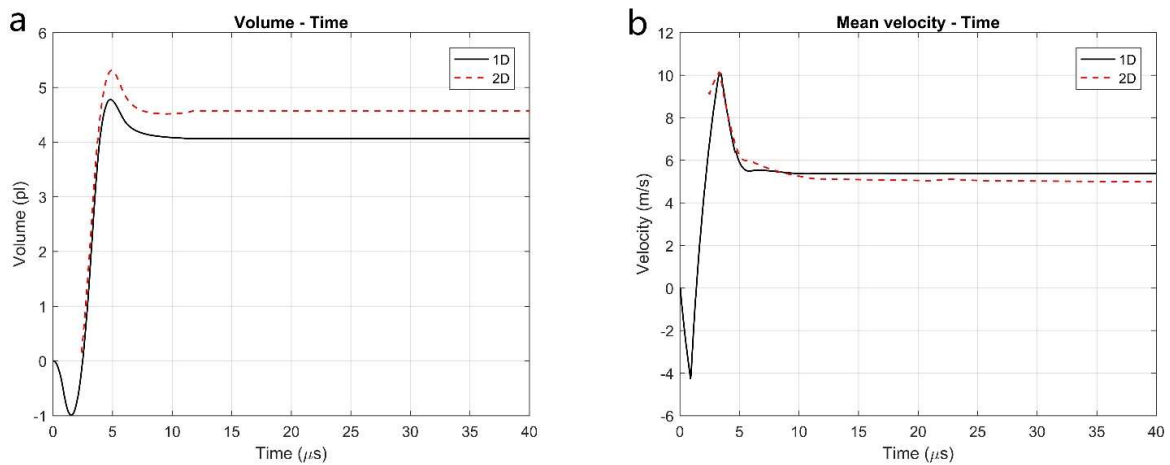 a
Volume - Time
6
5
4
3
2
1
0
-1
Volume (pl)
1D
2D
0 5 10 15 20 25 30 35 40
Time (μs)
b
Mean velocity - Time
12
10
8
6
4
2
0
-2
-4
-6
Velocity (m/s)
1D
2D
0 5 10 15 20 25 30 35 40
Time (μs)